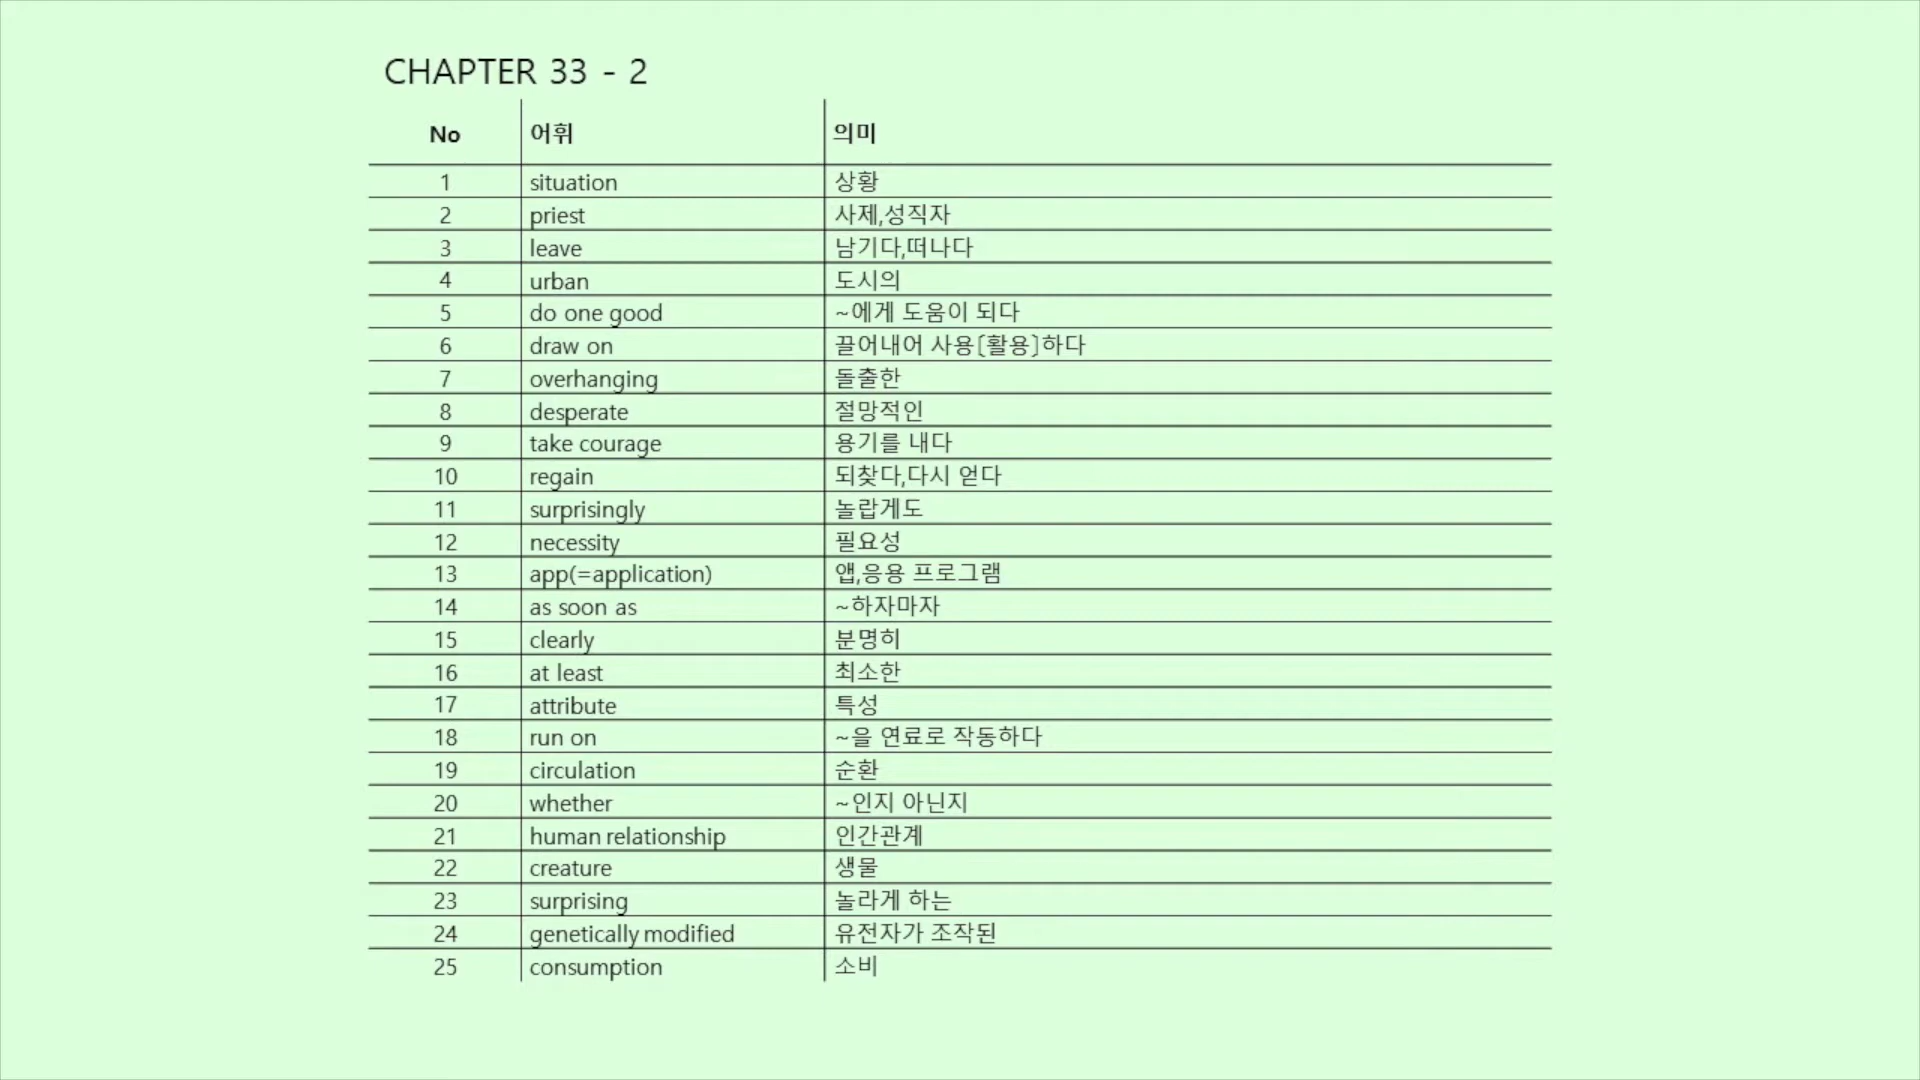 CHAPTER 33 - 2
No 어휘 의미
1 situation 상황
2 priest 사제,성직자
3 leave 남기다,떠나다
4 urban 도시의
5 do one good ~에게 도움이 되다
6 draw on 끌어내어 사용[활용]하다
7 overhanging 돌출한
8 desperate 절망적인
9 take courage 용기를 내다
10 regain 되찾다,다시 얻다
11 surprisingly 놀랍게도
12 necessity 필요성
13 app(=application) 앱,응용 프로그램
14 as soon as ~하자마자
15 clearly 분명히
16 at least 최소한
17 attribute 특성
18 run on ~을 연료로 작동하다
19 circulation 순환
20 whether ~인지 아닌지
21 human relationship 인간관계
22 creature 생물
23 surprising 놀라게 하는
24 genetically modified 유전자가 조작된
25 consumption 소비